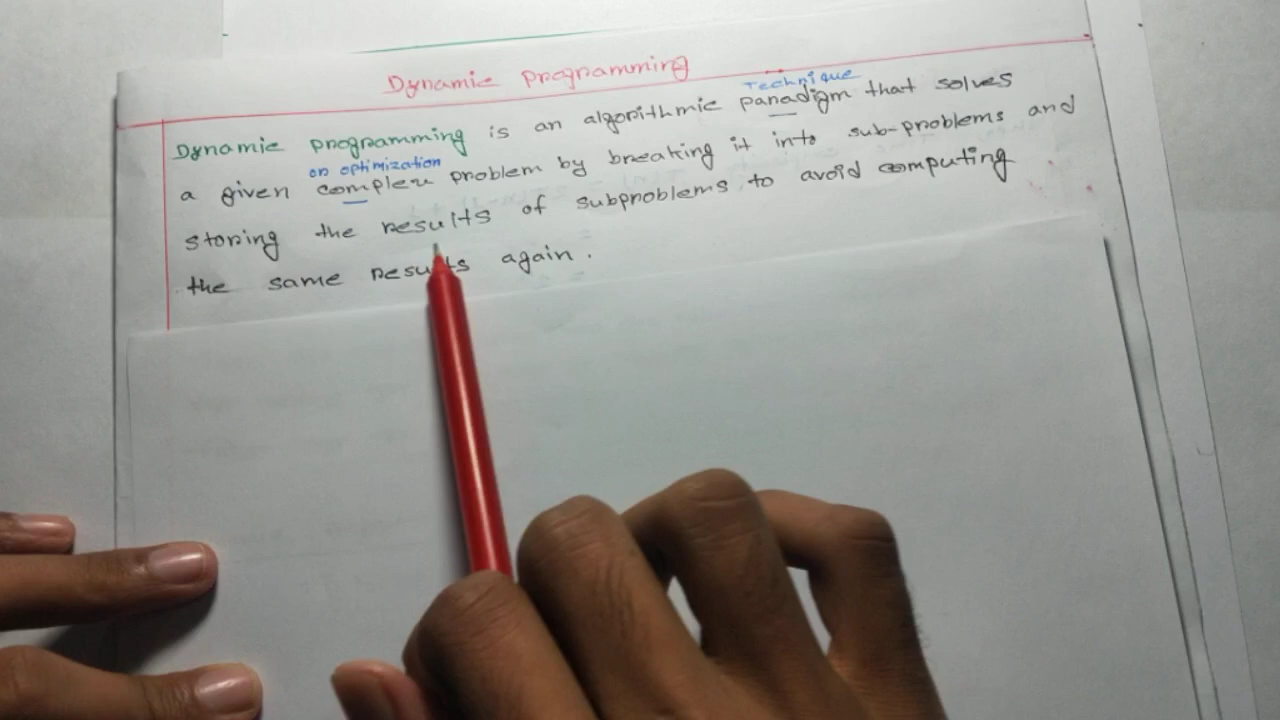 Dynamic Programming
Technique
Dynamic programming is an algorithmic paradigm that solves
on optimization
a given complex problem by breaking it into sub-problems and
storing the results of subproblems to avoid computing
the same results again.